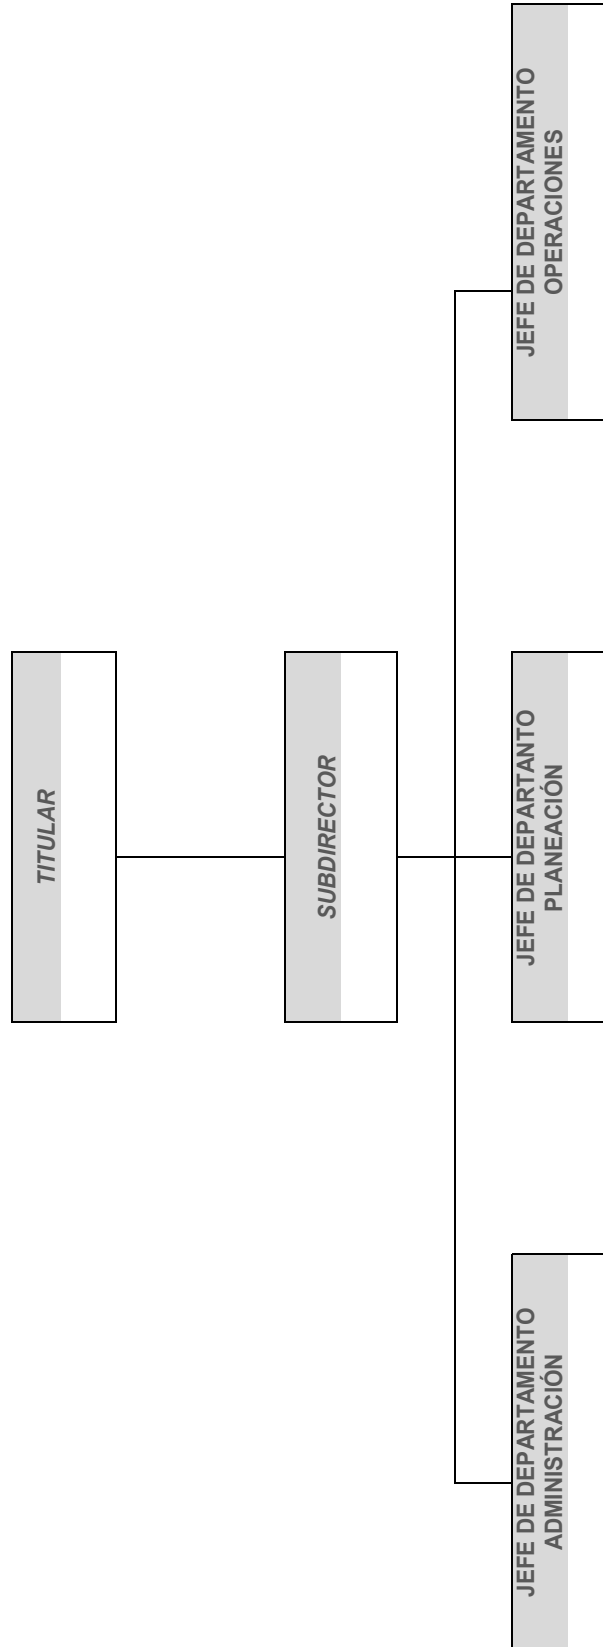 TITULAR
SUBDIRECTOR
JEFE DE DEPARTAMENTO
ADMINISTRACIÓN
JEFE DE DEPARTANTO
PLANEACIÓN
JEFE DE DEPARTAMENTO
OPERACIONES